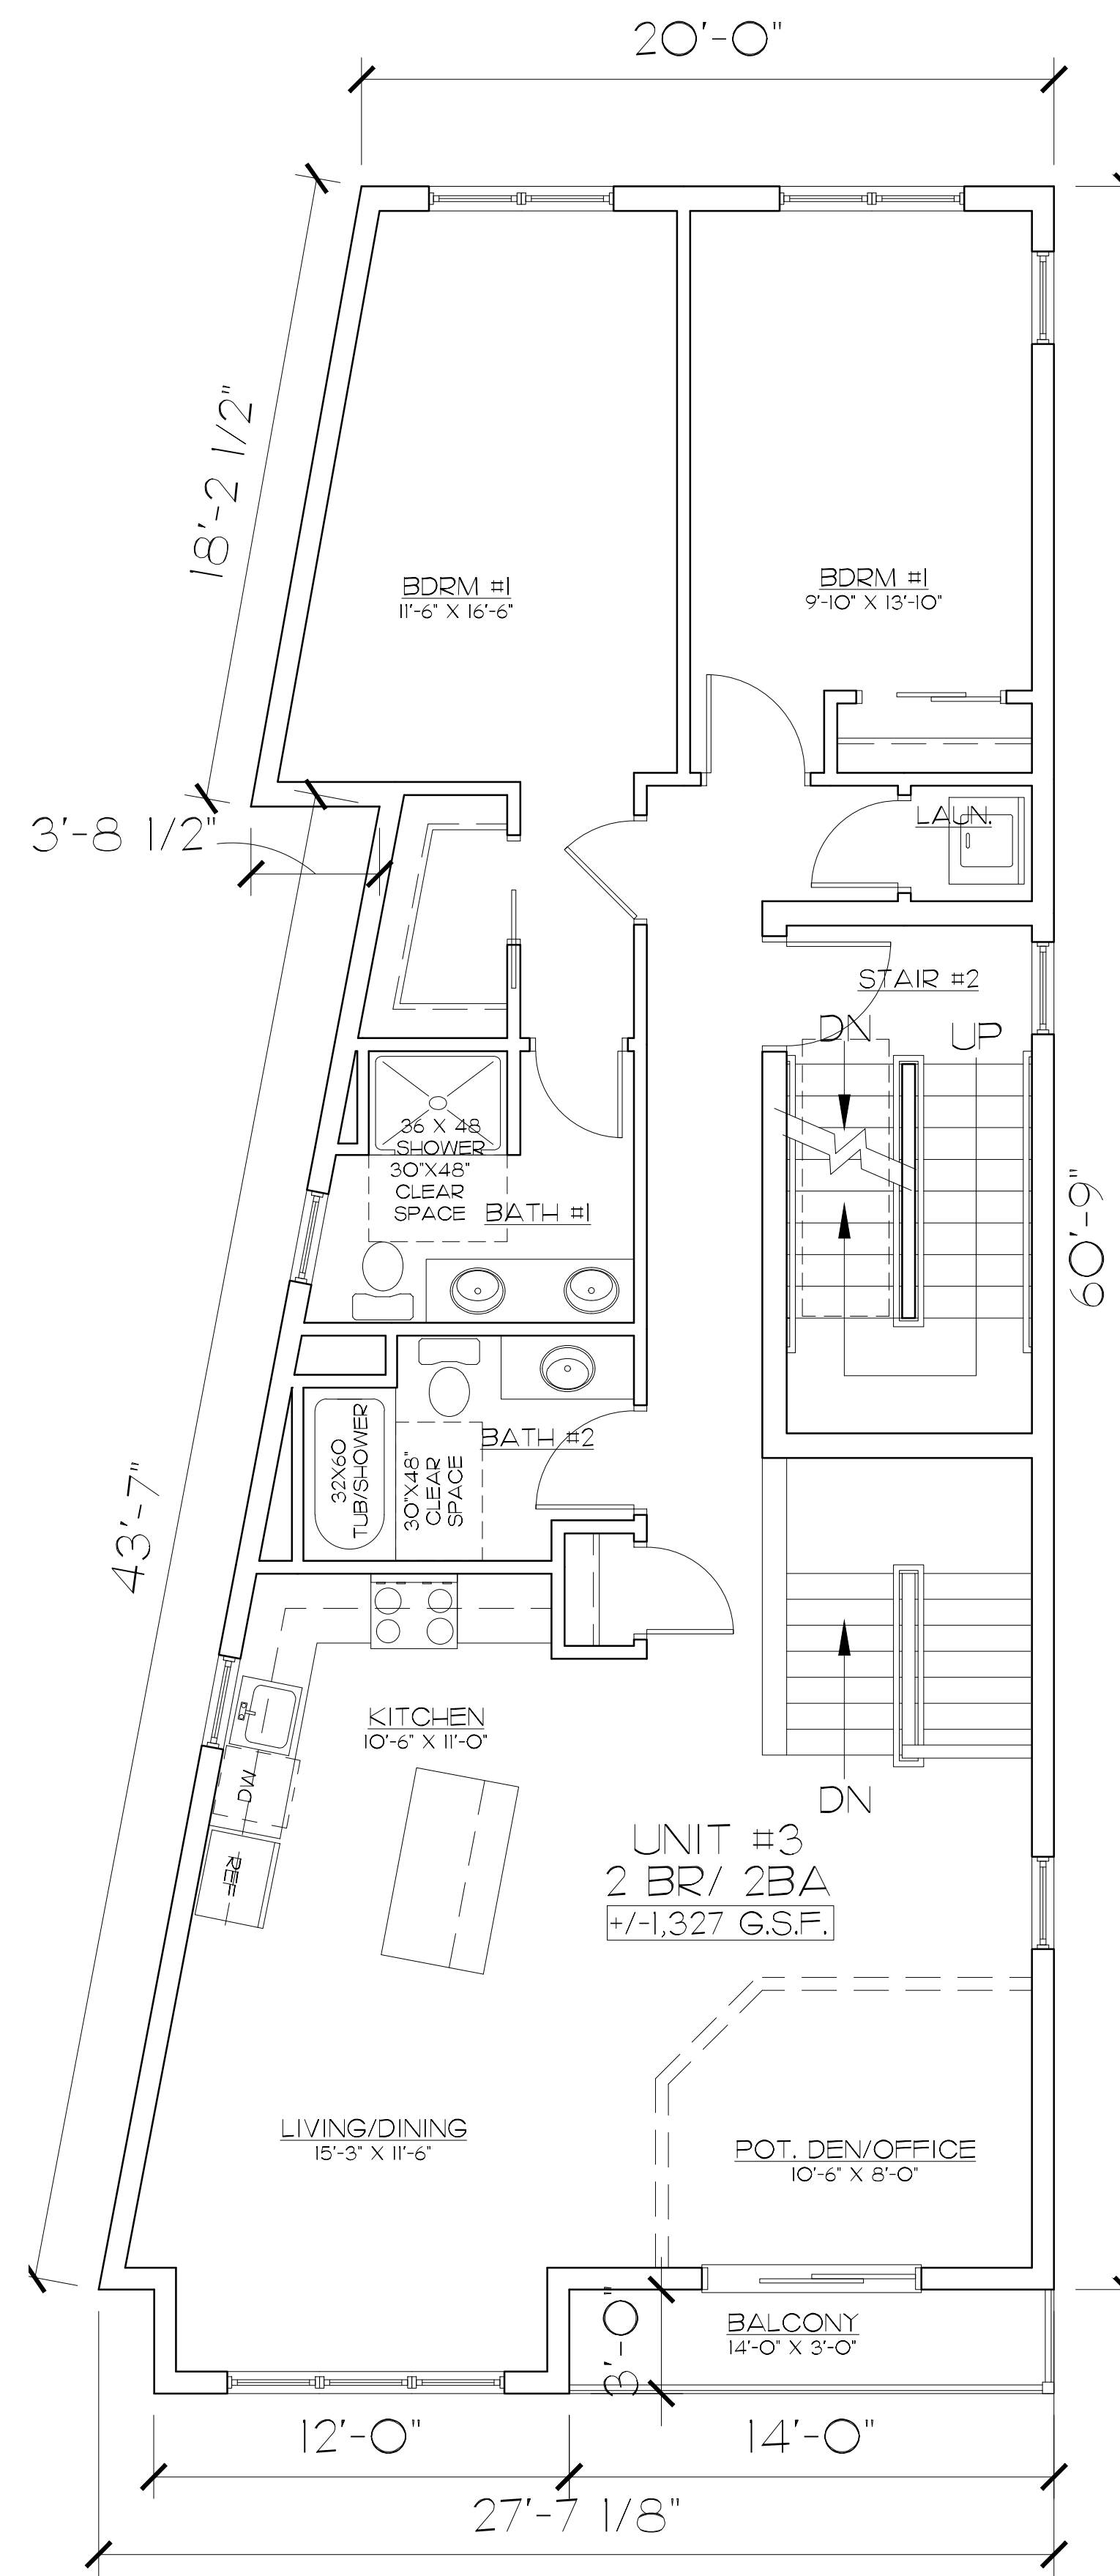 20'-0"
18'-2 1/2"
BDRM #1
11'-6" X 16'-6"
BDRM #1
9'-10" X 13'-10"
3'-8 1/2"
LAUN.
STAIR #2
DN
UP
36 X 48
SHOWER
30"X48"
CLEAR
SPACE
BATH #1
60'-9"
43'-7"
32X60
TUB/SHOWER
30"X48"
CLEAR
SPACE
BATH #2
KITCHEN
10'-6" X 11'-0"
DW
REF
DN
UNIT #3
2 BR/ 2BA
+/-1,327 G.S.F.
LIVING/DINING
15'-3" X 11'-6"
POT. DEN/OFFICE
10'-6" X 8'-0"
3'-0"
BALCONY
14'-0" X 3'-0"
12'-0"
14'-0"
27'-7 1/8"